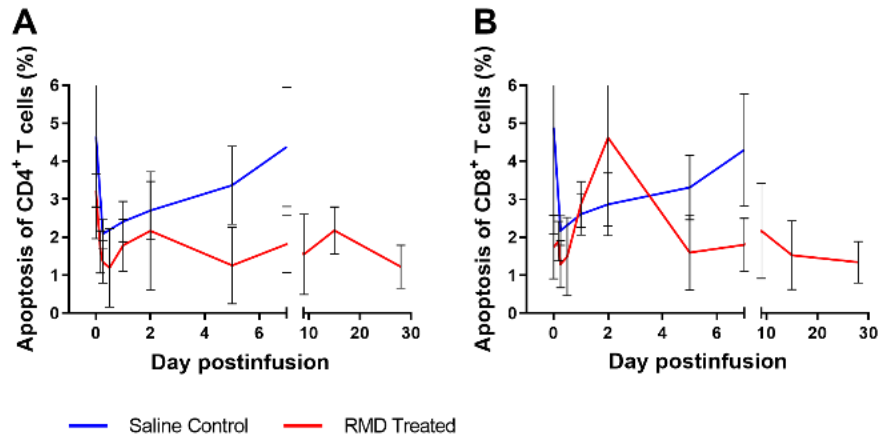 A
B
Apoptosis of CD4⁺ T cells (%)
6
5
4
3
2
1
0
0 2 4 6 10 20 30
Day postinfusion
Apoptosis of CD8⁺ T cells (%)
6
5
4
3
2
1
0
0 2 4 6 10 20 30
Day postinfusion
Saline Control
RMD Treated